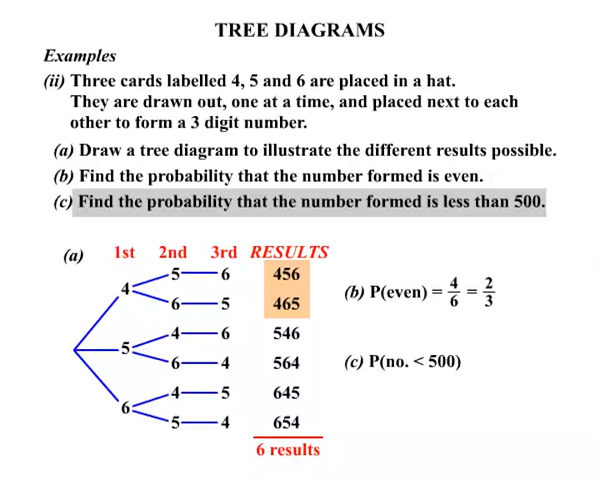 TREE DIAGRAMS
Examples
(ii) Three cards labelled 4, 5 and 6 are placed in a hat.
They are drawn out, one at a time, and placed next to each
other to form a 3 digit number.
(a) Draw a tree diagram to illustrate the different results possible.
(b) Find the probability that the number formed is even.
(c) Find the probability that the number formed is less than 500.
(a) 1st 2nd 3rd RESULTS
4 5 6 456
6 5 465
(b) P(even) = 4/6 = 2/3
5 4 6 546
6 4 564
(c) P(no. < 500)
6 4 5 645
5 4 654
6 results